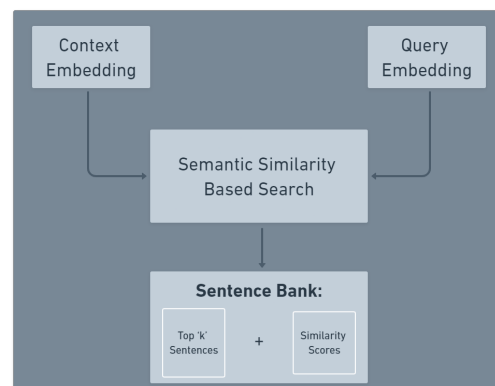 Context
Embedding
Query
Embedding
Semantic Similarity
Based Search
Sentence Bank:
Top 'k'
Sentences
+
Similarity
Scores